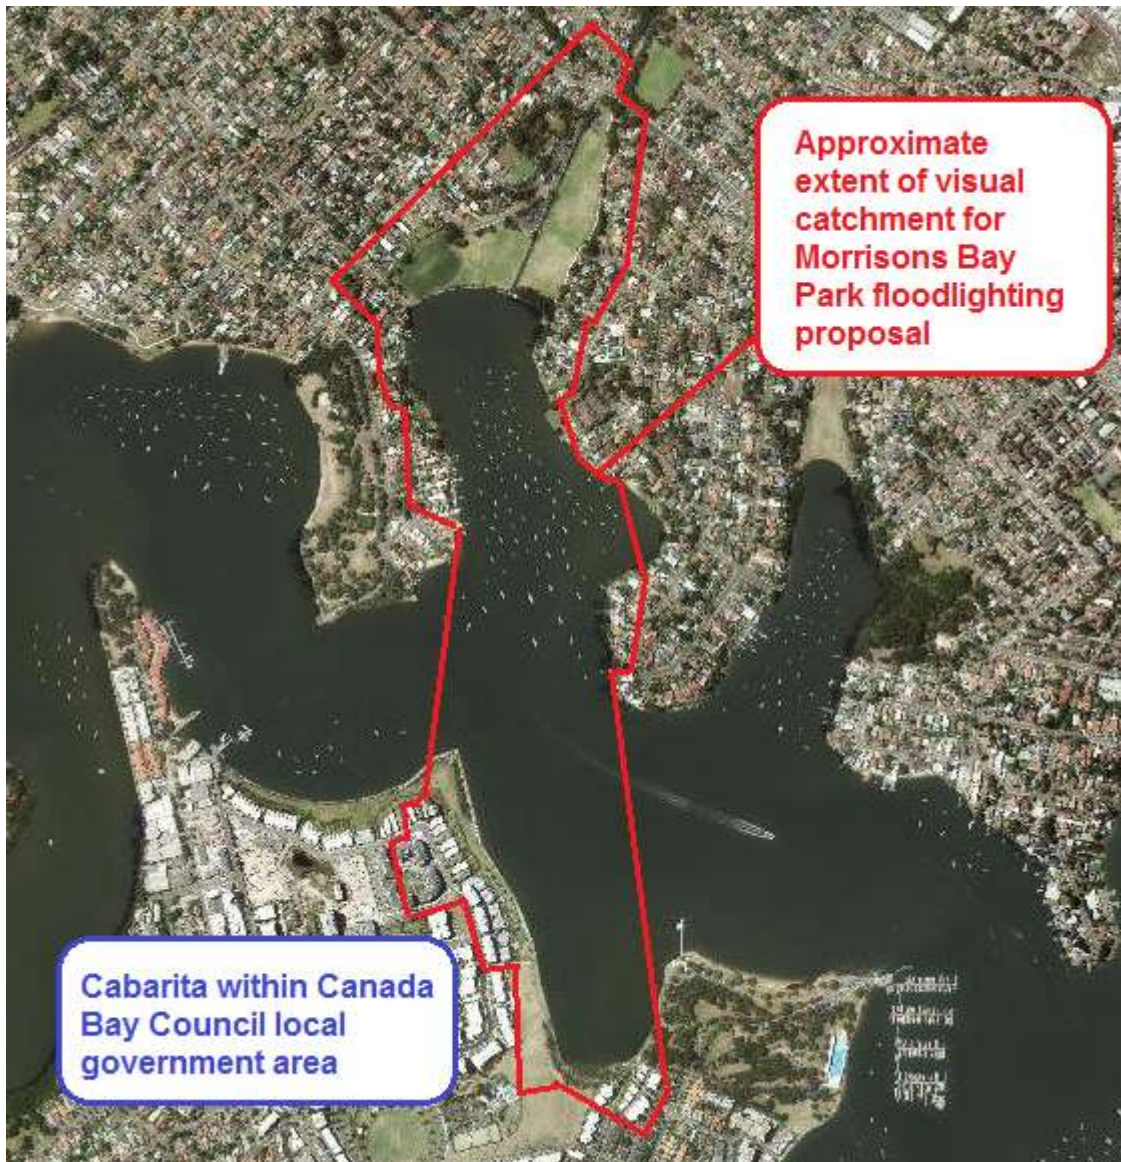 Approximate
extent of visual
catchment for
Morrisons Bay
Park floodlighting
proposal
Cabarita within Canada
Bay Council local
government area